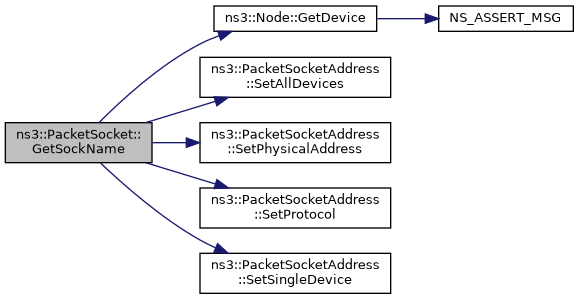 ns3::Node::GetDevice
NS_ASSERT_MSG
ns3::PacketSocketAddress
::SetAllDevices
ns3::PacketSocket::
GetSockName
ns3::PacketSocketAddress
::SetPhysicalAddress
ns3::PacketSocketAddress
::SetProtocol
ns3::PacketSocketAddress
::SetSingleDevice